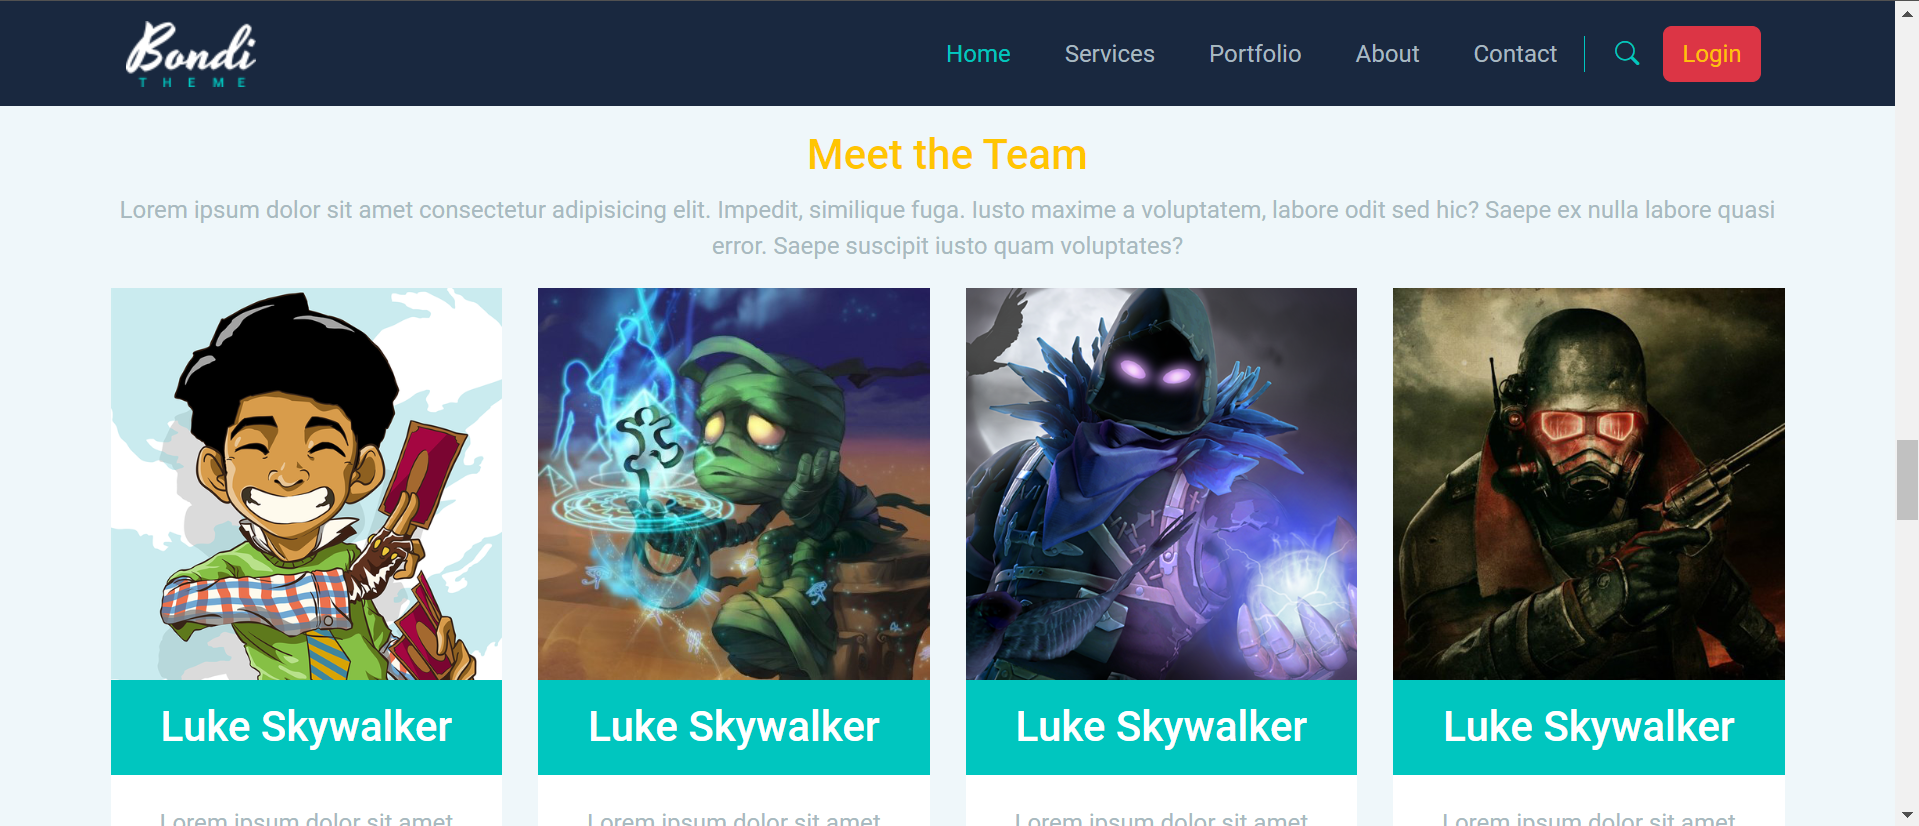 Bondi
THEME
Home Services Portfolio About Contact Login
Meet the Team
Lorem ipsum dolor sit amet consectetur adipisicing elit. Impedit, similique fuga. Iusto maxime a voluptatem, labore odit sed hic? Saepe ex nulla labore quasi
error. Saepe suscipit iusto quam voluptates?
Luke Skywalker Luke Skywalker Luke Skywalker Luke Skywalker
Lorem ipsum dolor sit amet Lorem ipsum dolor sit amet Lorem ipsum dolor sit amet Lorem ipsum dolor sit amet